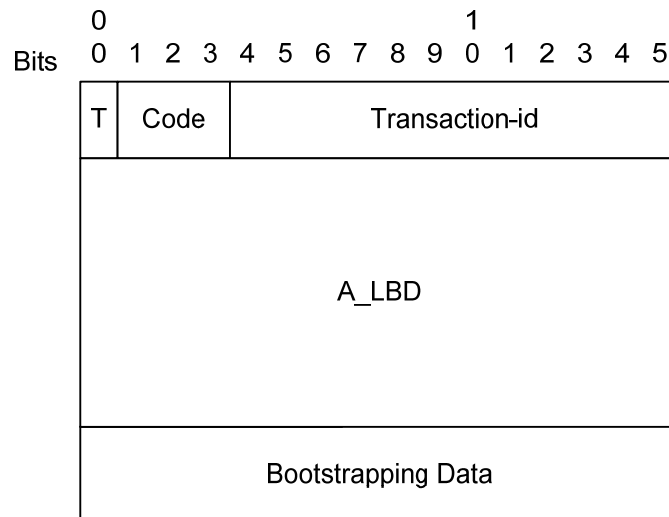 0 1
Bits 0 1 2 3 4 5 6 7 8 9 0 1 2 3 4 5
T Code Transaction-id
A_LBD
Bootstrapping Data